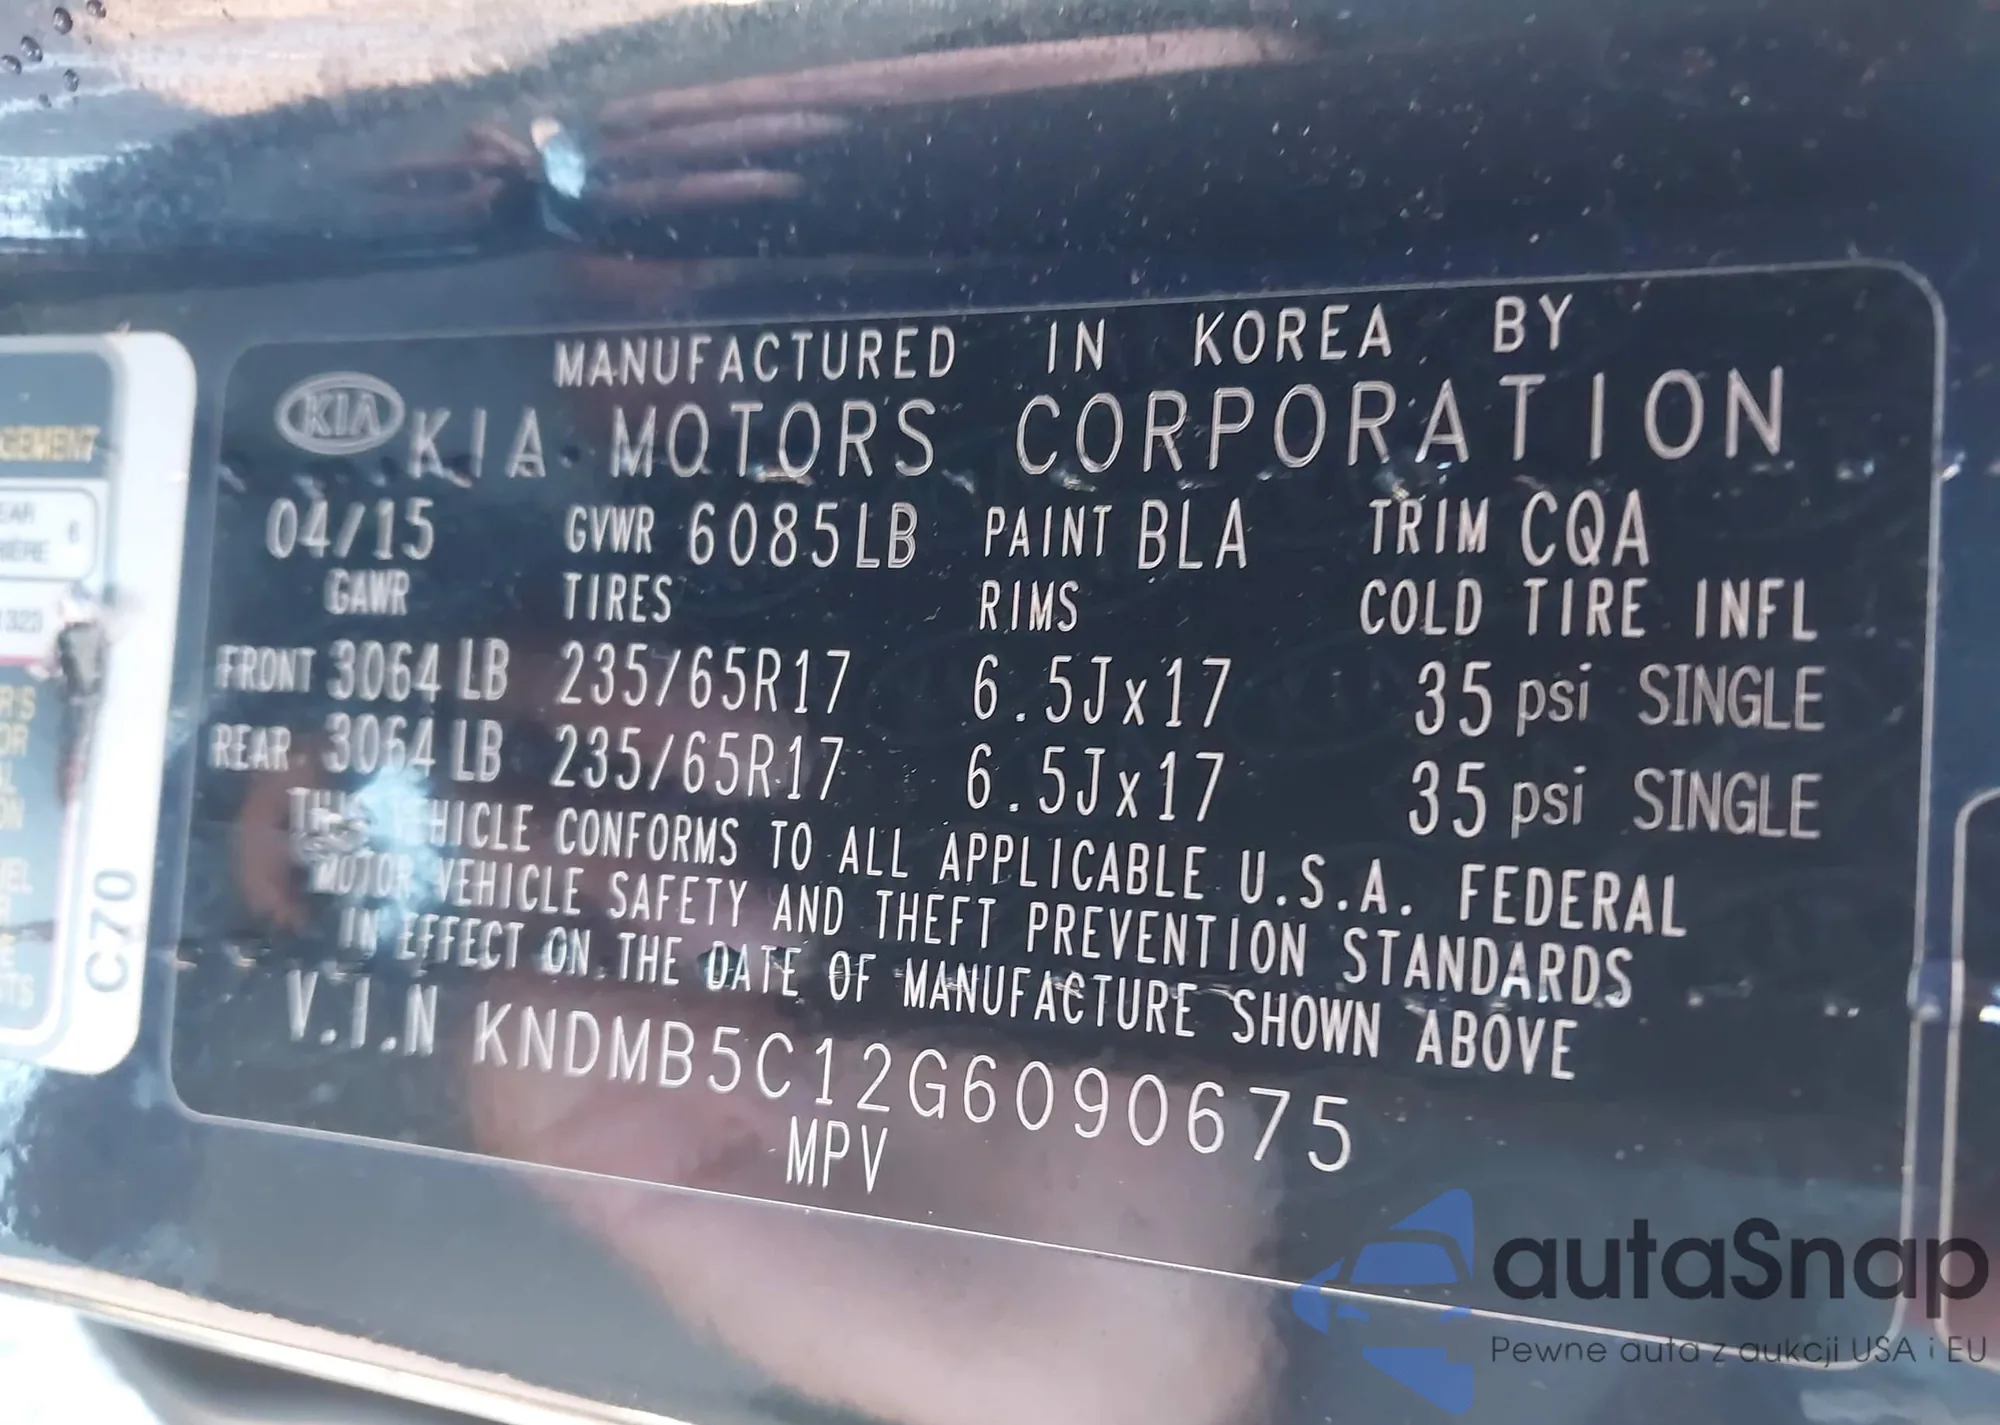 MANUFACTURED IN KOREA BY
KIA KIA MOTORS CORPORATION
04/15 GVWR 6085LB PAINT BLA TRIM CQA
GAWR TIRES RIMS COLD TIRE INFL
FRONT 3064 LB 235/65R17 6.5Jx17 35 psi SINGLE
REAR 3064 LB 235/65R17 6.5Jx17 35 psi SINGLE
THIS VEHICLE CONFORMS TO ALL APPLICABLE U.S.A. FEDERAL
MOTOR VEHICLE SAFETY AND THEFT PREVENTION STANDARDS
IN EFFECT ON THE DATE OF MANUFACTURE SHOWN ABOVE
V.I.N KNDMB5C12G6090675
MPV
C70
autaSnap
Pewne auta z aukcji USA i EU